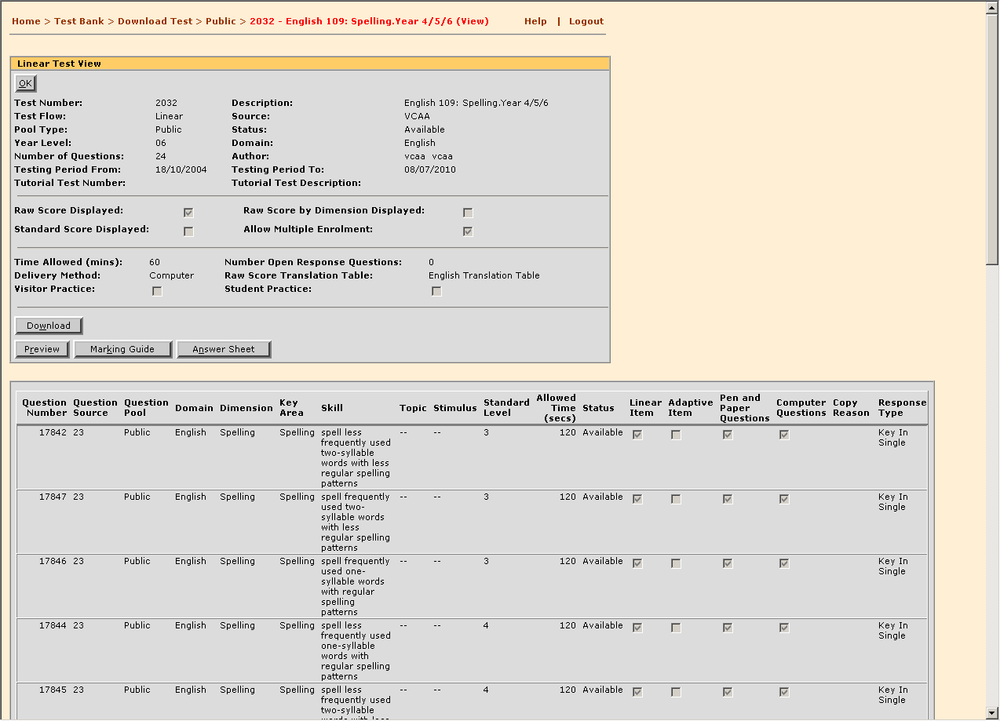 Home > Test Bank > Download Test > Public > 2032 - English 109: Spelling.Year 4/5/6 (View) Help | Logout
Linear Test View
OK
Test Number: 2032 Description: English 109: Spelling.Year 4/5/6
Test Flow: Linear Source: VCAA
Pool Type: Public Status: Available
Year Level: 06 Domain: English
Number of Questions: 24 Author: vcaa vcaa
Testing Period From: 18/10/2004 Testing Period To: 08/07/2010
Tutorial Test Number: Tutorial Test Description:
Raw Score Displayed: Raw Score by Dimension Displayed:
Standard Score Displayed: Allow Multiple Enrolment:
Time Allowed (mins): 60 Number Open Response Questions: 0
Delivery Method: Computer Raw Score Translation Table: English Translation Table
Visitor Practice: Student Practice:
Download
Preview Marking Guide Answer Sheet
Question Number Question Source Question Pool Domain Dimension Key Area Skill Topic Stimulus Standard Level Allowed Time (secs) Status Linear Item Adaptive Item Pen and Paper Questions Computer Questions Copy Reason Response Type
17842 23 Public English Spelling Spelling spell less -- -- 3 120 Available Key In
frequently used Single
two-syllable
words with less
regular spelling
patterns
17847 23 Public English Spelling Spelling spell frequently -- -- 3 120 Available Key In
used two- Single
syllable words
with less
regular spelling
patterns
17846 23 Public English Spelling Spelling spell frequently -- -- 3 120 Available Key In
used one- Single
syllable words
with regular
spelling
patterns
17844 23 Public English Spelling Spelling spell less -- -- 4 120 Available Key In
frequently used Single
one-syllable
words with
regular spelling
patterns
17845 23 Public English Spelling Spelling spell less -- -- 4 120 Available Key In
frequently used Single
two-syllable
words with less